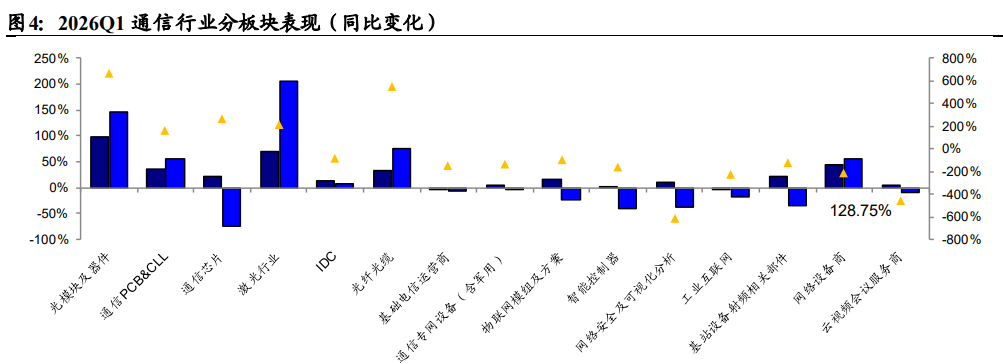 图4：2026Q1 通信行业分板块表现（同比变化）
250%
200%
150%
100%
50%
0%
-50%
-100%
800%
600%
400%
200%
0%
-200%
-400%
-600%
-800%
128.75%
光模块及器件
通信PCB&CLL
通信芯片
激光行业
IDC
光纤光缆
基础电信运营商
通信专网设备（含军用）
物联网模组及方案
智能控制器
网络安全及可视化分析
工业互联网
基站设备射频相关部件
网络设备商
云视频会议服务商